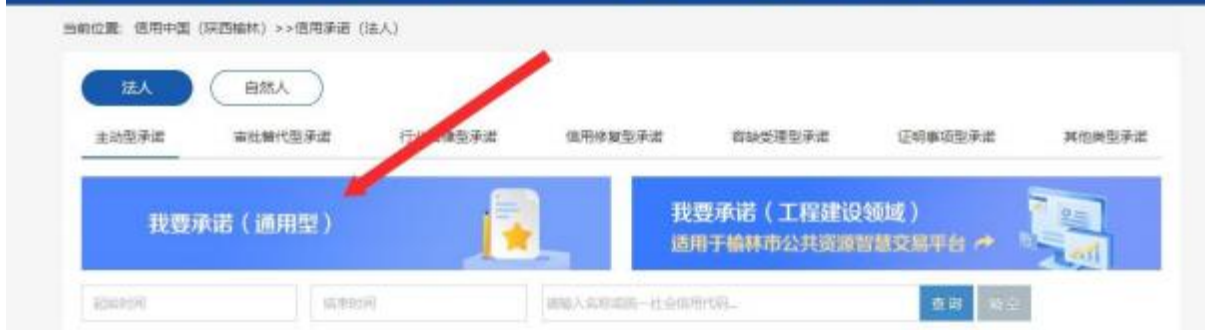 当前位置: 信用中国（陕西榆林）>>信用承诺（法人）
法人
自然人
主动型承诺
审批替代型承诺
行业 型承诺
信用修复型承诺
容缺受理型承诺
证明事项型承诺
其他类型承诺
我要承诺（通用型）
我要承诺（工程建设领域）
适用于榆林市公共资源智慧交易平台
起始时间
结束时间
请输入名称或统一社会信用代码...
查询
清空